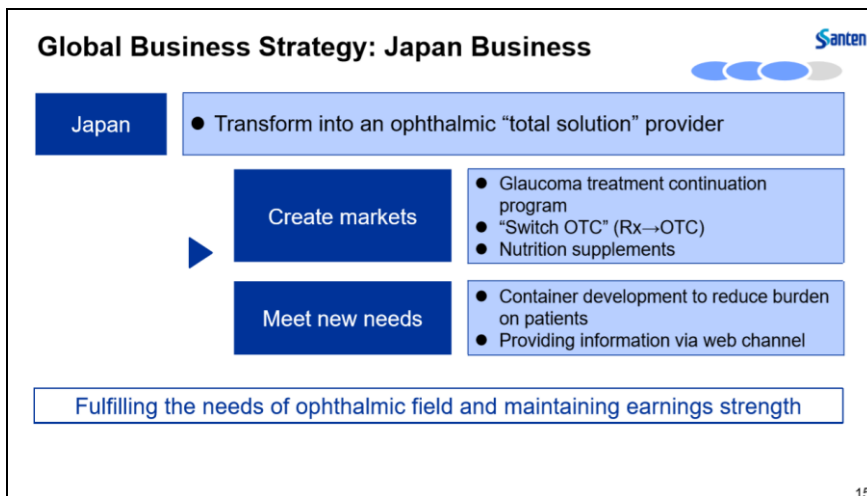 Global Business Strategy: Japan Business
Santen
Japan
● Transform into an ophthalmic “total solution” provider
Create markets
● Glaucoma treatment continuation
program
● “Switch OTC” (Rx→OTC)
● Nutrition supplements
Meet new needs
● Container development to reduce burden
on patients
● Providing information via web channel
Fulfilling the needs of ophthalmic field and maintaining earnings strength
15